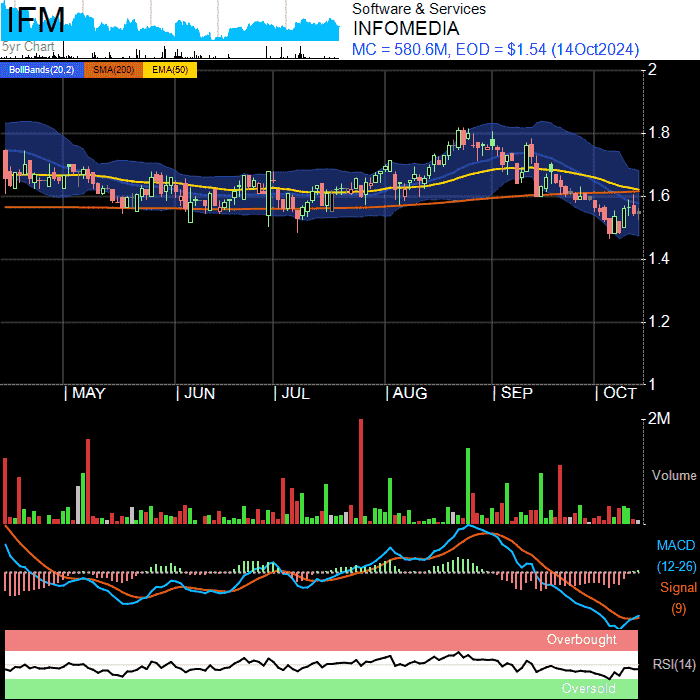 IFM
5yr Chart
Software & Services
INFOMEDIA
MC = 580.6M, EOD = $1.54 (14Oct2024)
BollBands(20,2) SMA(200) EMA(50)
2
1.8
1.6
1.4
1.2
1
| MAY | JUN | JUL | AUG | SEP | OCT
2M
Volume
MACD
(12-26)
Signal
(9)
Overbought
RSI(14)
Oversold